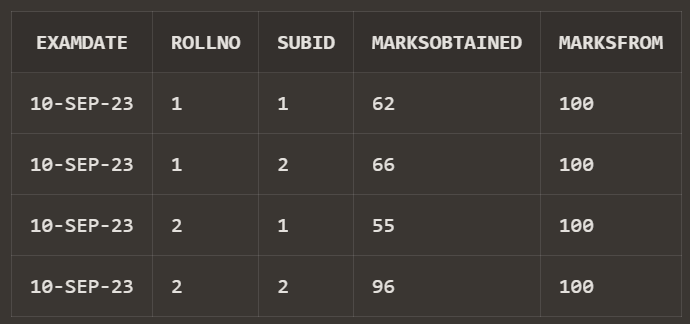 EXAMDATE ROLLNO SUBID MARKSOBTAINED MARKSFROM
10-SEP-23 1 1 62 100
10-SEP-23 1 2 66 100
10-SEP-23 2 1 55 100
10-SEP-23 2 2 96 100